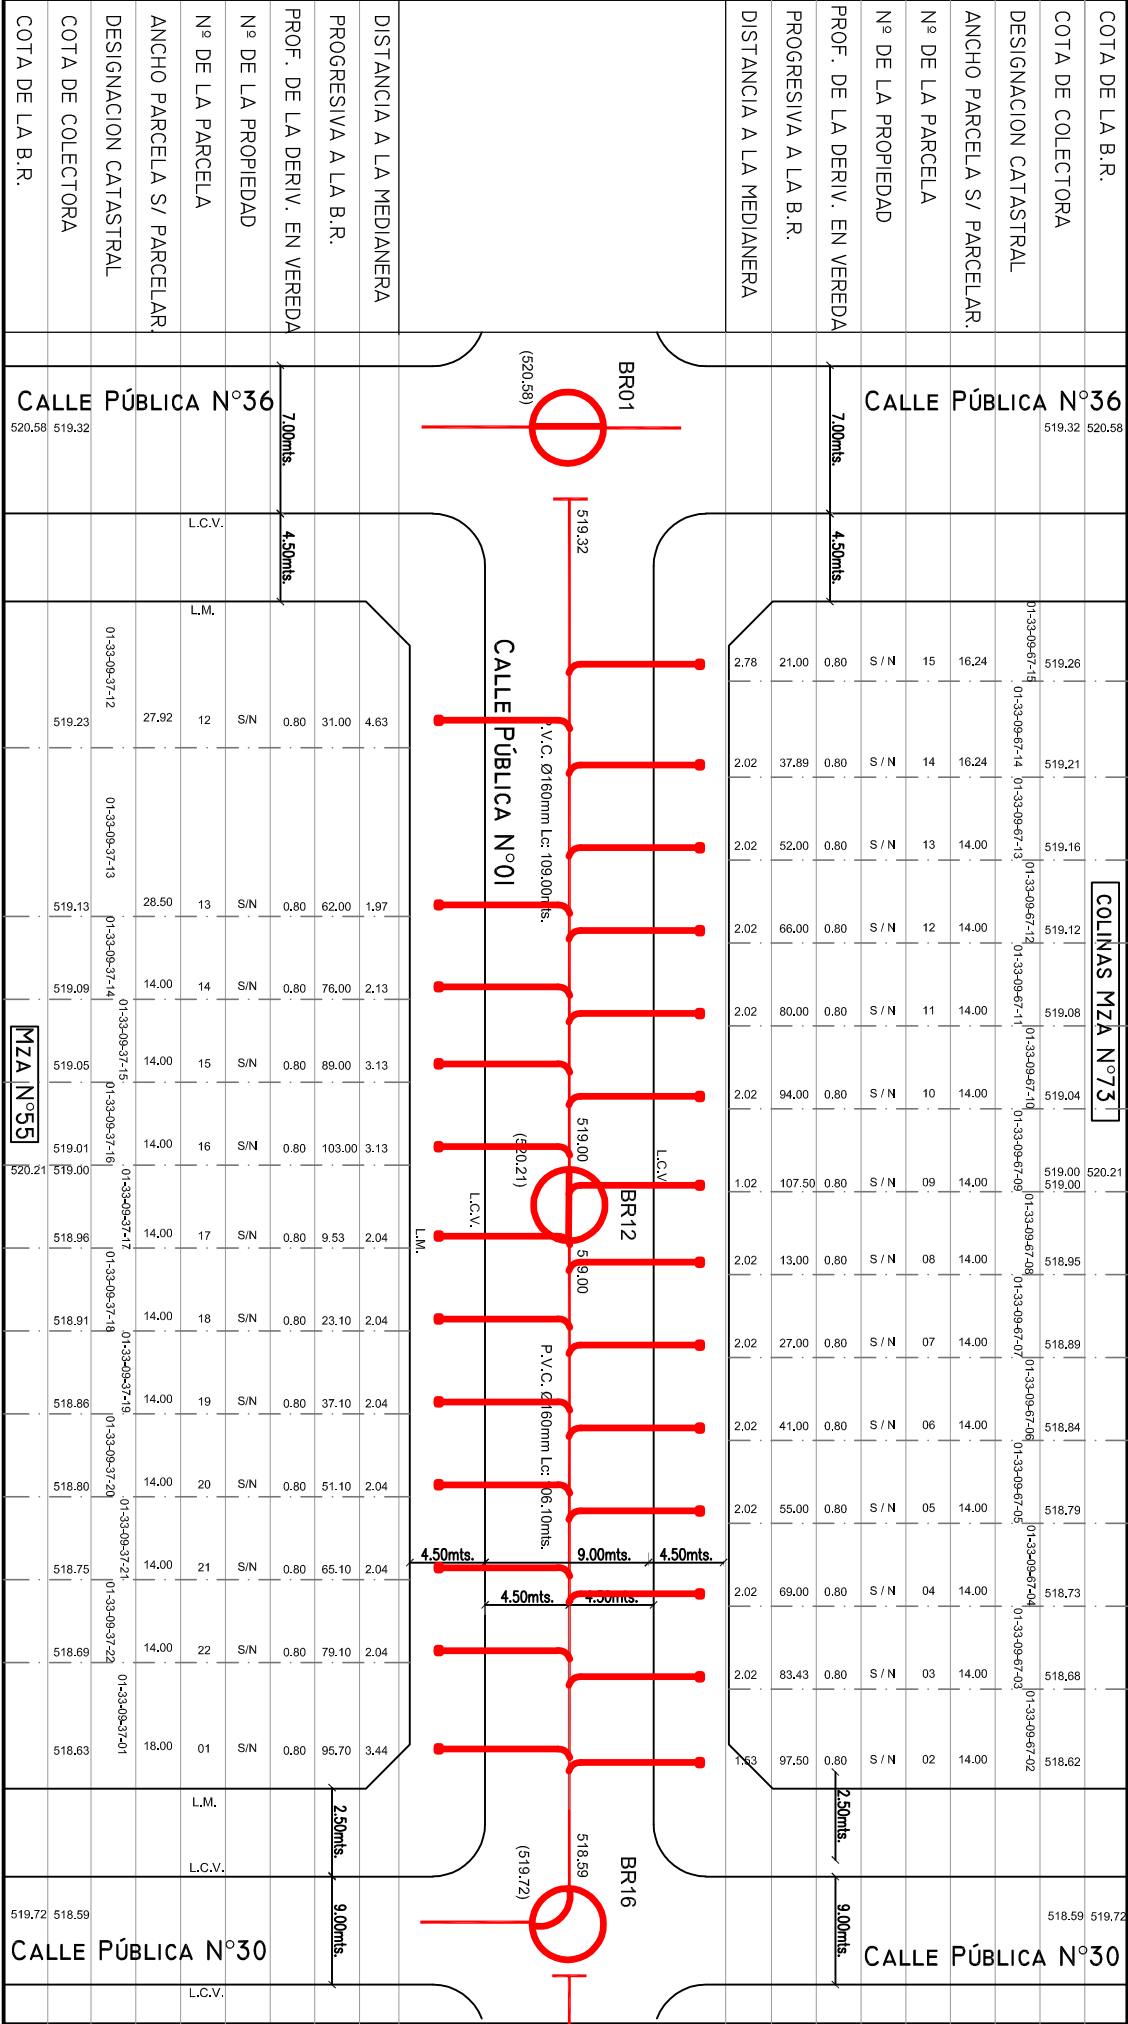 COTA DE LA B.R.
COTA DE COLECTORA
DESIGNACION CATASTRAL
ANCHO PARCELA S/ PARCELAR.
Nº DE LA PARCELA
Nº DE LA PROPIEDAD
PROF. DE LA DERIV. EN VEREDA
PROGRESIVA A LA B.R.
DISTANCIA A LA MEDIANERA
CALLE PÚBLICA N°36
519.32 520.58
7.00mts.
4.50mts.
2.78 21.00 0.80 S / N 15 16.24 01-33-09-67-15 519.26
2.02 37.89 0.80 S / N 14 16.24 01-33-09-67-14 519.21
2.02 52.00 0.80 S / N 13 14.00 01-33-09-67-13 519.16
2.02 66.00 0.80 S / N 12 14.00 01-33-09-67-12 519.12
2.02 80.00 0.80 S / N 11 14.00 01-33-09-67-11 519.08
2.02 94.00 0.80 S / N 10 14.00 01-33-09-67-10 519.04
519.00 520.21
1.02 107.50 0.80 S / N 09 14.00 01-33-09-67-09 519.00
2.02 13.00 0.80 S / N 08 14.00 01-33-09-67-08 518.95
2.02 27.00 0.80 S / N 07 14.00 01-33-09-67-07 518.89
2.02 41.00 0.80 S / N 06 14.00 01-33-09-67-06 518.84
2.02 55.00 0.80 S / N 05 14.00 01-33-09-67-05 518.79
2.02 69.00 0.80 S / N 04 14.00 01-33-09-67-04 518.73
2.02 83.43 0.80 S / N 03 14.00 01-33-09-67-03 518.68
1.53 97.50 0.80 S / N 02 14.00 01-33-09-67-02 518.62
COLINAS MZA N°73
2.50mts.
9.00mts.
518.59 519.72
CALLE PÚBLICA N°30
BR01
(520.58)
519.32
CALLE PÚBLICA N°01
.V.C. Ø160mm Lc: 109.00mts.
519.00
(520.21)
BR12
519.00
L.C.V.
L.C.V.
L.M.
P.V.C. Ø160mm Lc: 106.10mts.
4.50mts. 9.00mts. 4.50mts.
4.50mts. 4.50mts.
518.59
BR16
(519.72)
DISTANCIA A LA MEDIANERA
PROGRESIVA A LA B.R.
PROF. DE LA DERIV. EN VEREDA
Nº DE LA PROPIEDAD
Nº DE LA PARCELA
ANCHO PARCELA S/ PARCELAR.
DESIGNACION CATASTRAL
COTA DE COLECTORA
COTA DE LA B.R.
CALLE PÚBLICA N°36
520.58 519.32
7.00mts.
L.C.V.
4.50mts.
L.M.
519.23 01-33-09-37-12 27.92 12 S/N 0.80 31.00 4.63
519.13 01-33-09-37-13 28.50 13 S/N 0.80 62.00 1.97
519.09 01-33-09-37-14 14.00 14 S/N 0.80 76.00 2.13
519.05 01-33-09-37-15 14.00 15 S/N 0.80 89.00 3.13
519.01 01-33-09-37-16 14.00 16 S/N 0.80 103.00 3.13
520.21 519.00
518.96 01-33-09-37-17 14.00 17 S/N 0.80 9.53 2.04
518.91 01-33-09-37-18 14.00 18 S/N 0.80 23.10 2.04
518.86 01-33-09-37-19 14.00 19 S/N 0.80 37.10 2.04
518.80 01-33-09-37-20 14.00 20 S/N 0.80 51.10 2.04
518.75 01-33-09-37-21 14.00 21 S/N 0.80 65.10 2.04
518.69 01-33-09-37-22 14.00 22 S/N 0.80 79.10 2.04
518.63 01-33-09-37-01 18.00 01 S/N 0.80 95.70 3.44
MZA N°55
L.M.
2.50mts.
L.C.V.
9.00mts.
519.72 518.59
CALLE PÚBLICA N°30
L.C.V.